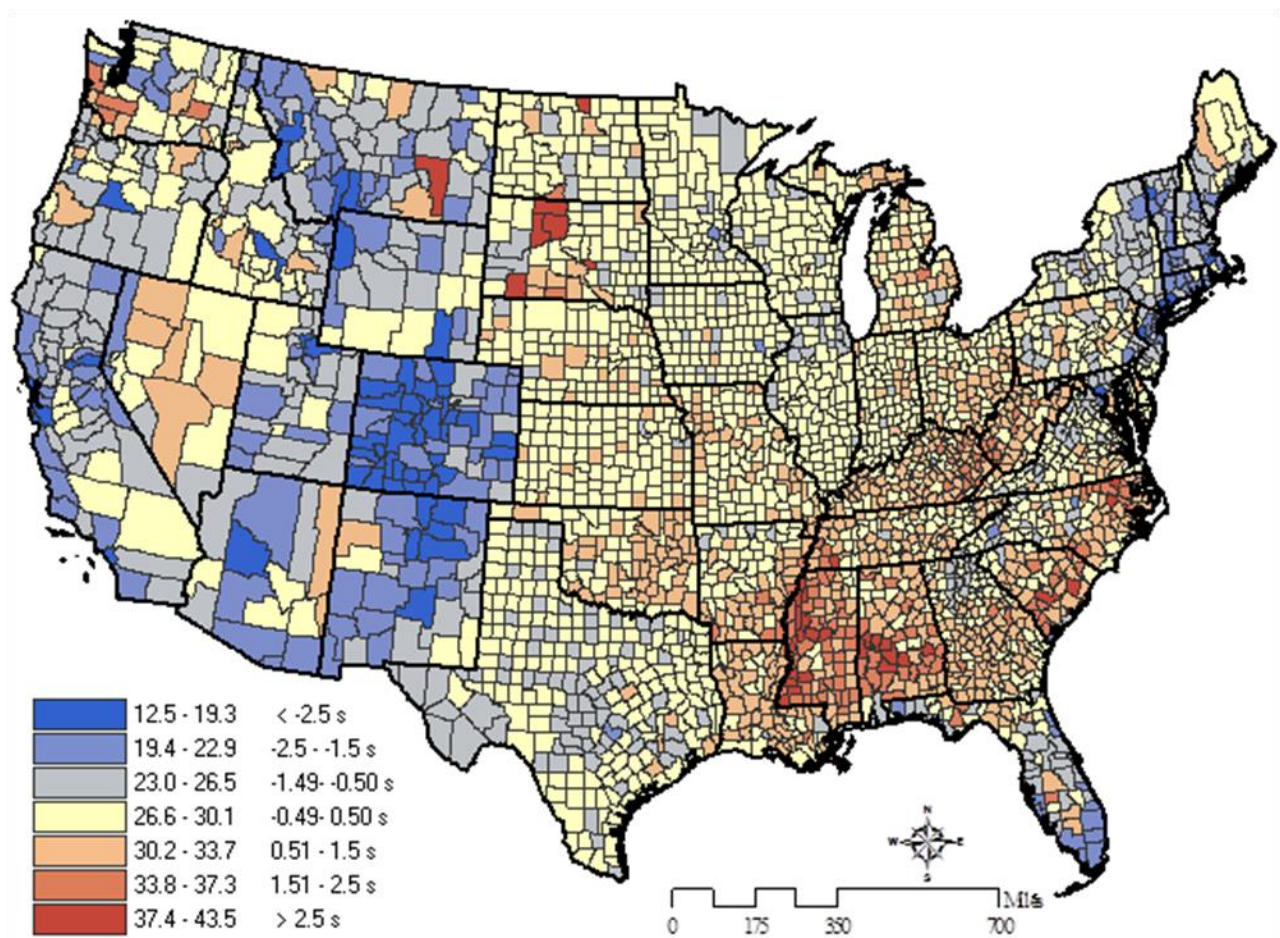 12.5 - 19.3 < -2.5 s
19.4 - 22.9 -2.5 - -1.5 s
23.0 - 26.5 -1.49- -0.50 s
26.6 - 30.1 -0.49- 0.50 s
30.2 - 33.7 0.51 - 1.5 s
33.8 - 37.3 1.51 - 2.5 s
37.4 - 43.5 > 2.5 s
N
W E
S
Miles
0 175 350 700